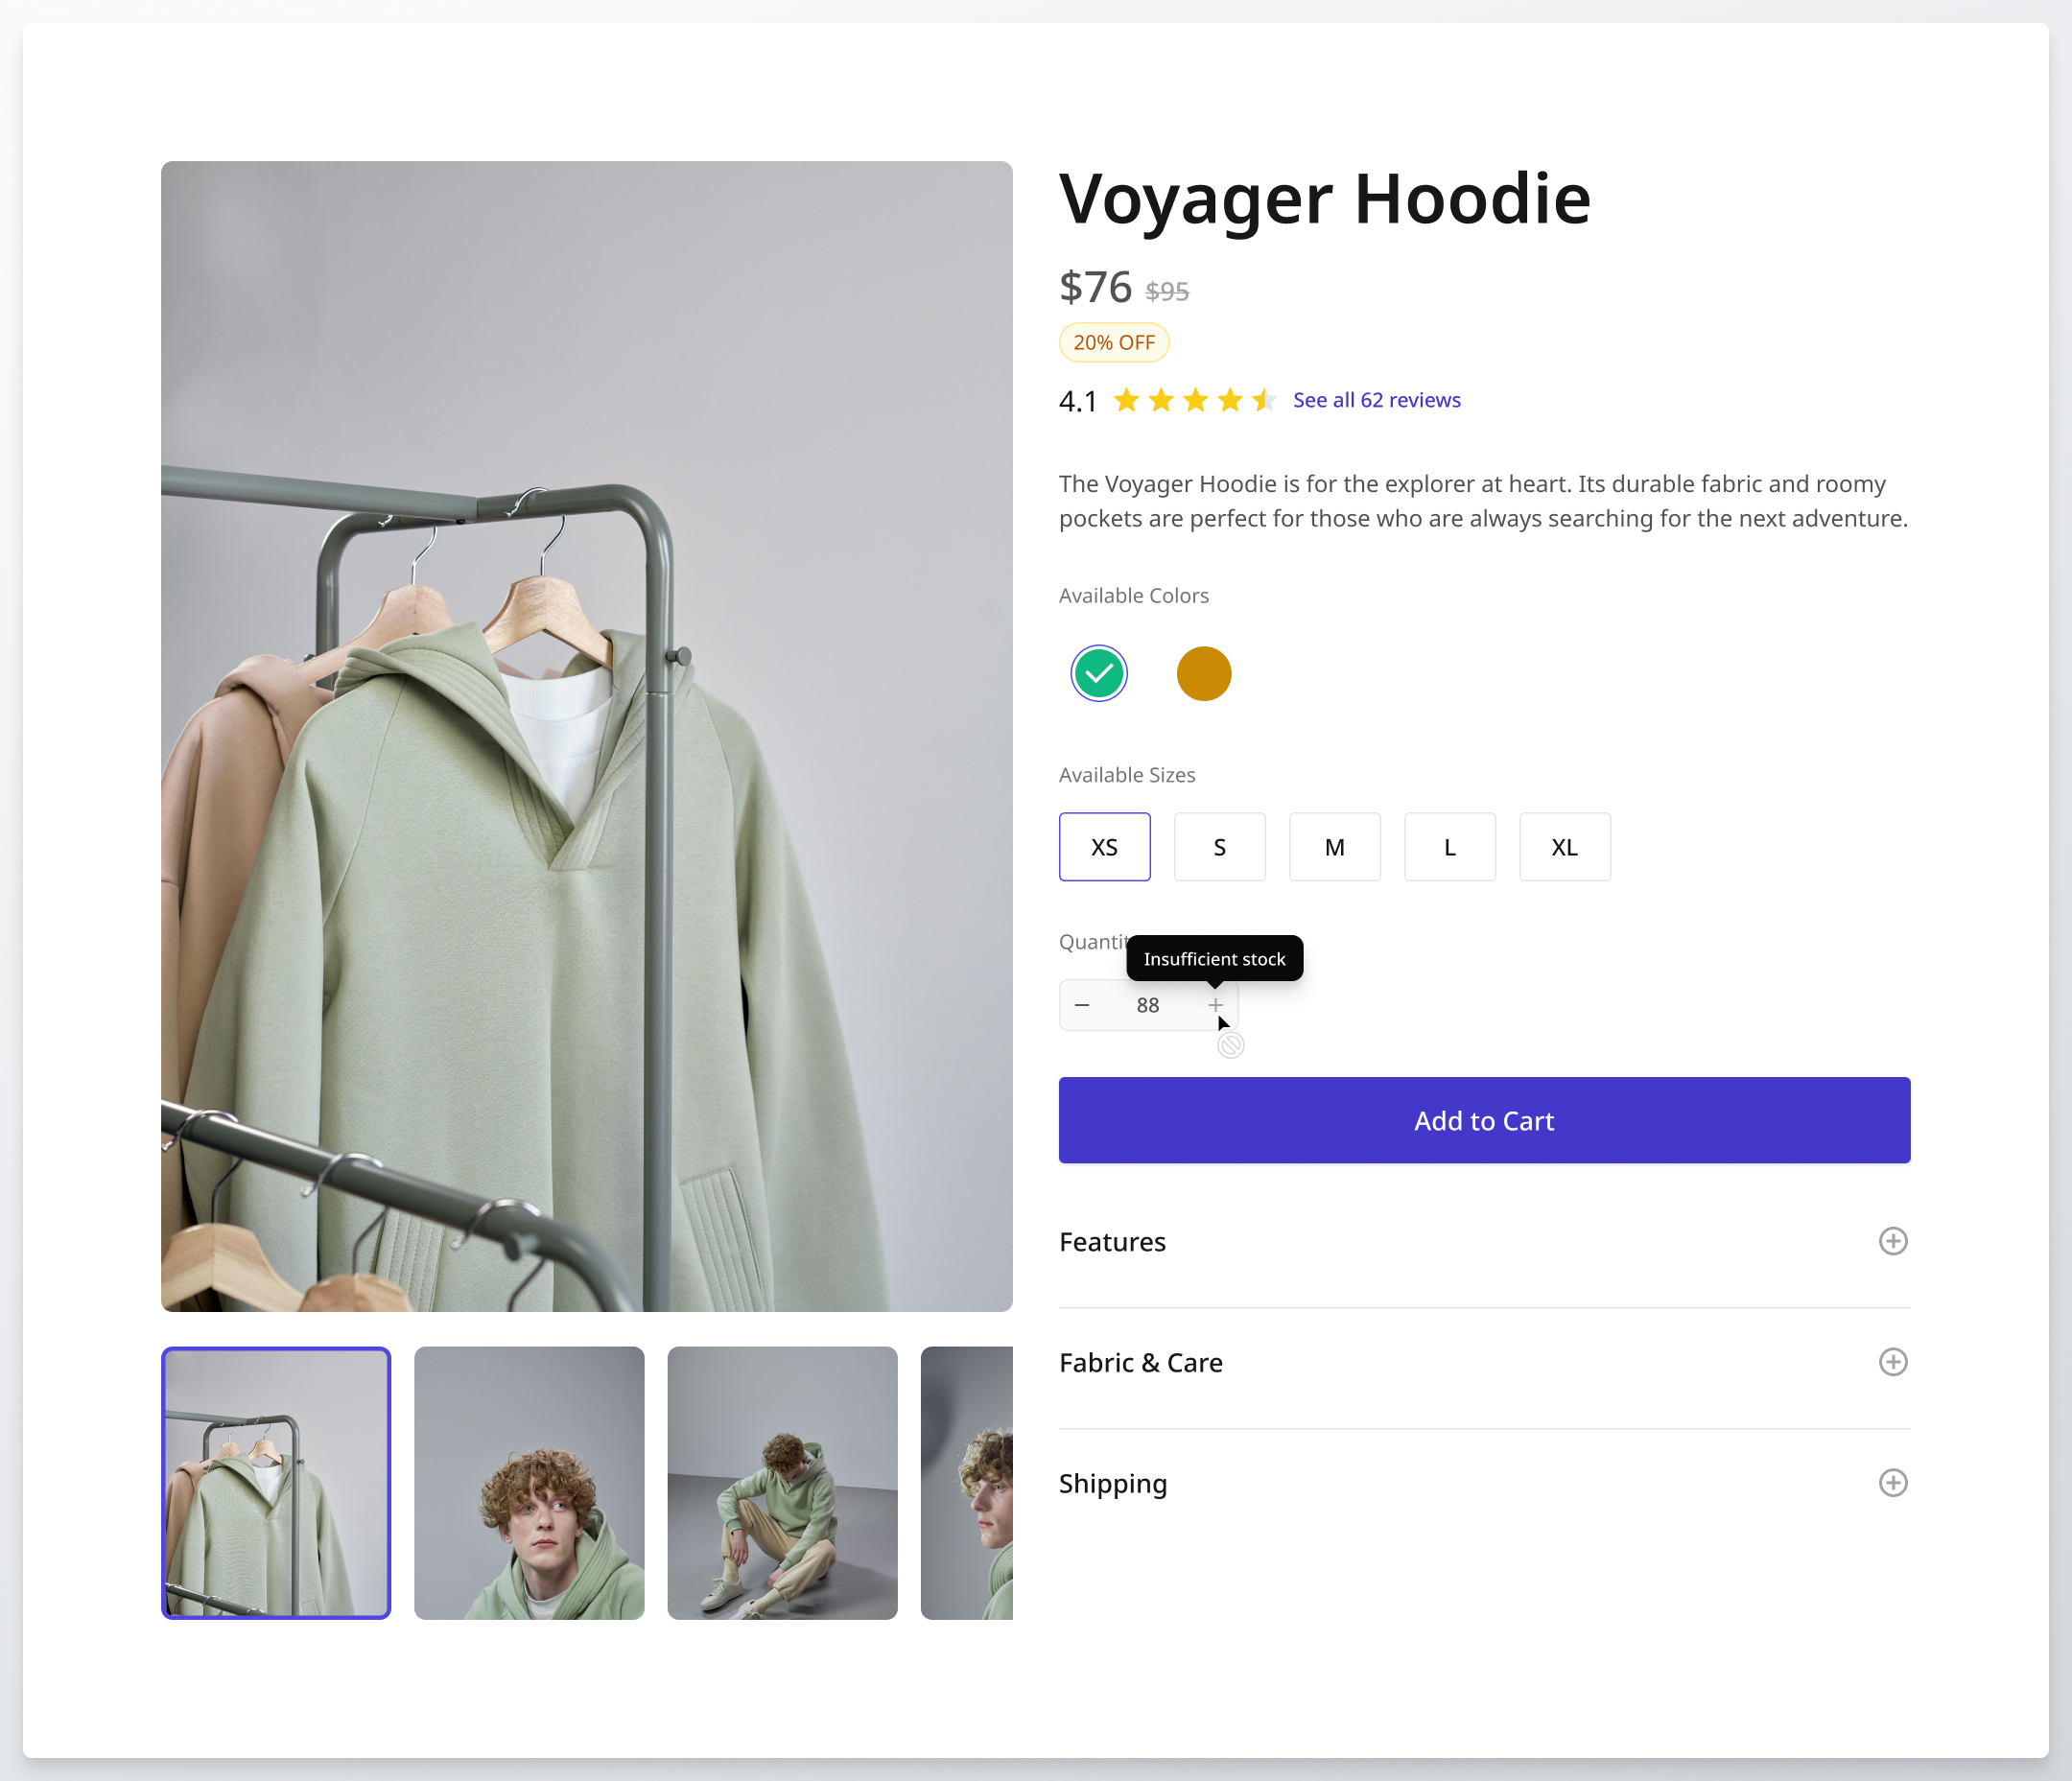 Voyager Hoodie
$76 $95
20% OFF
4.1 See all 62 reviews
The Voyager Hoodie is for the explorer at heart. Its durable fabric and roomy
pockets are perfect for those who are always searching for the next adventure.
Available Colors
Available Sizes
XS S M L XL
Insufficient stock
88
Add to Cart
Features
Fabric & Care
Shipping